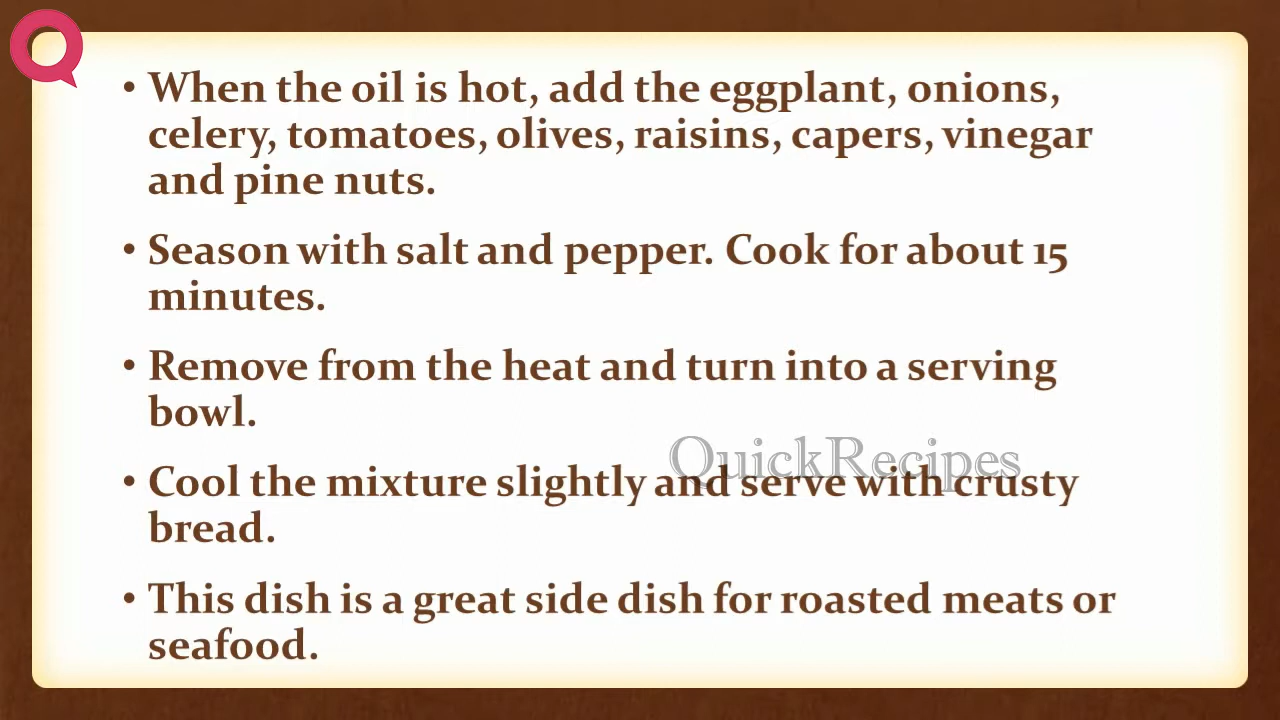 • When the oil is hot, add the eggplant, onions,
celery, tomatoes, olives, raisins, capers, vinegar
and pine nuts.
• Season with salt and pepper. Cook for about 15
minutes.
• Remove from the heat and turn into a serving
bowl.
QuickRecipes
• Cool the mixture slightly and serve with crusty
bread.
• This dish is a great side dish for roasted meats or
seafood.